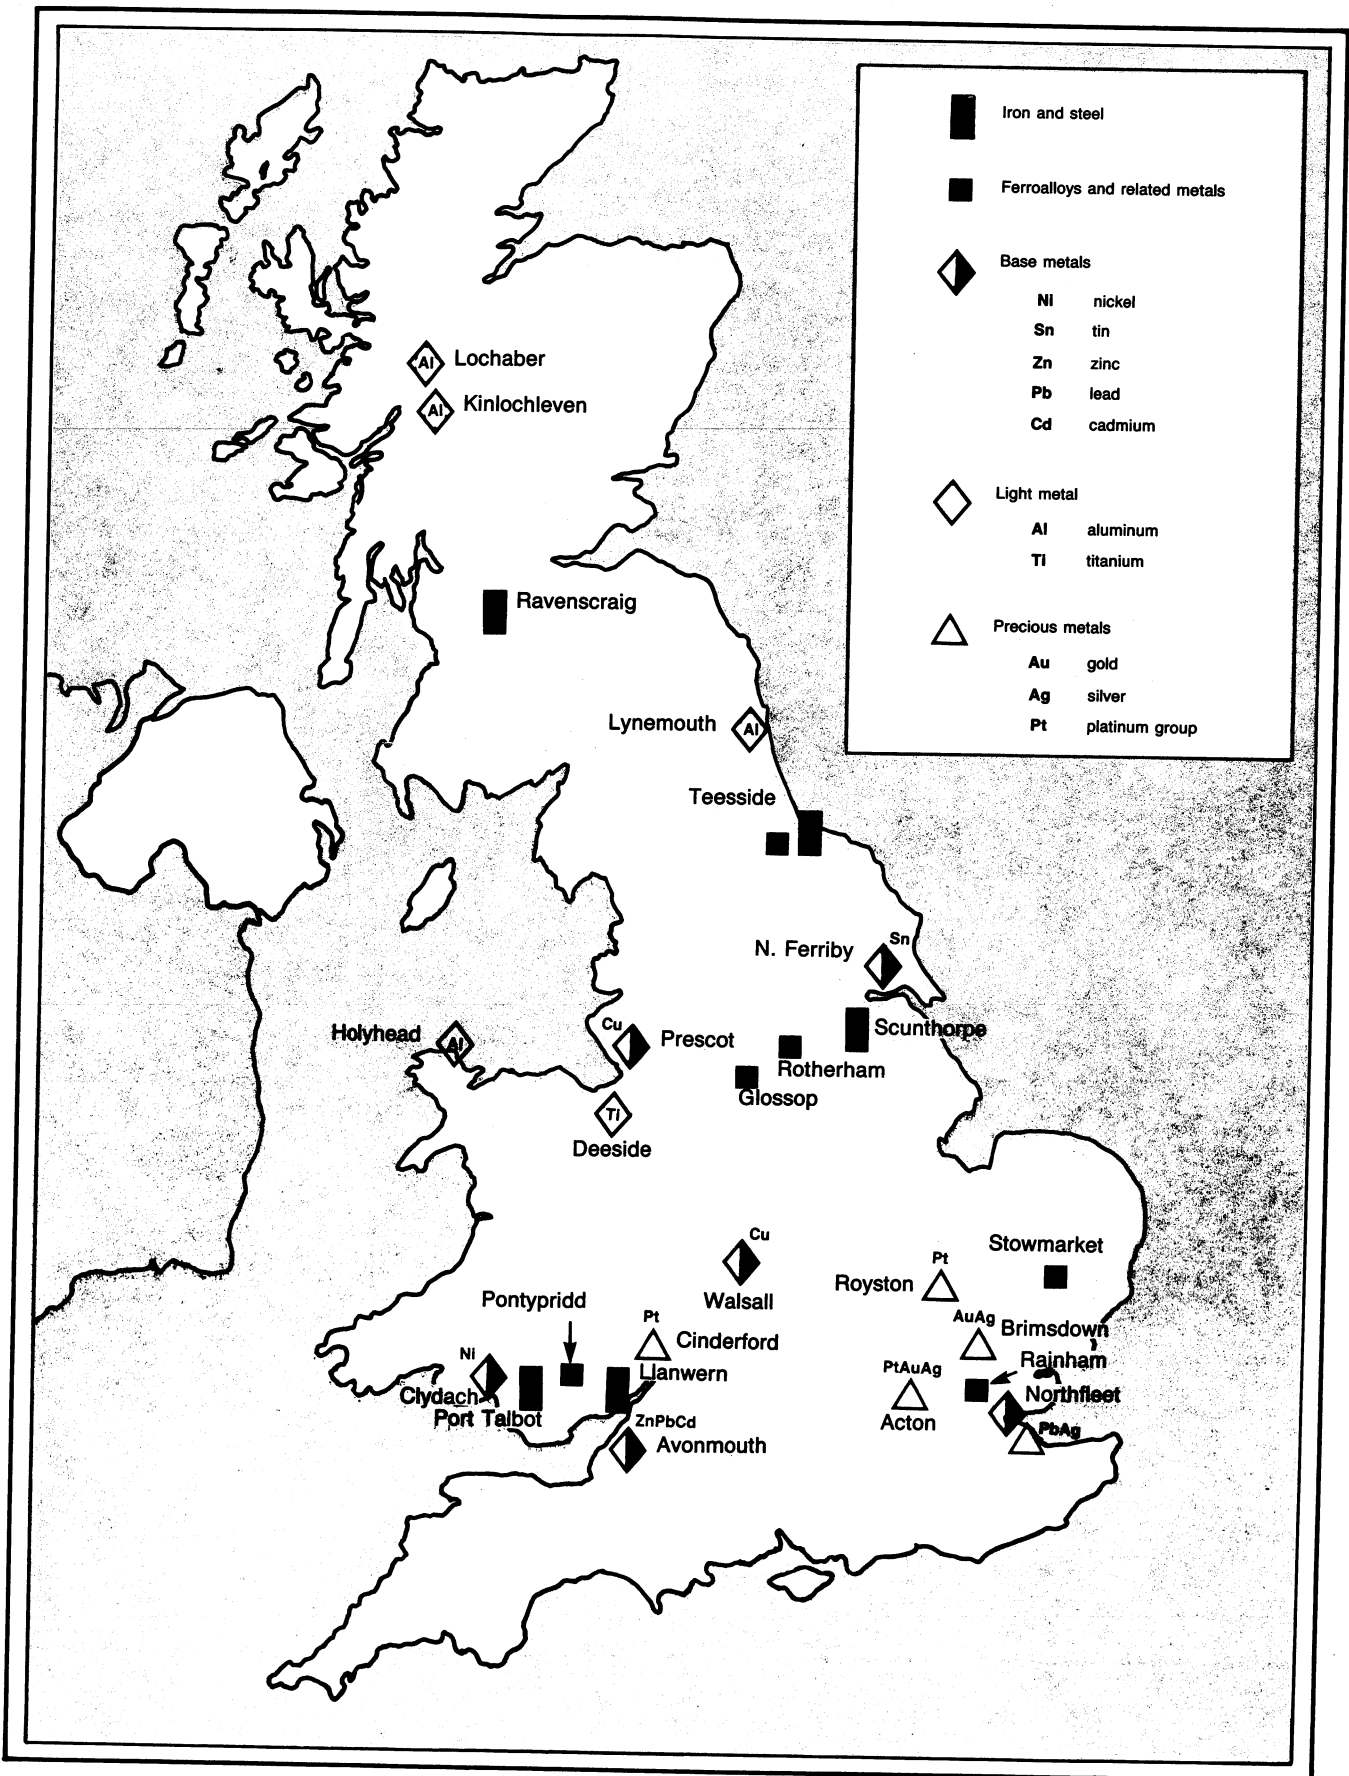 Iron and steel
Ferroalloys and related metals
Base metals
Ni nickel
Sn tin
Zn zinc
Pb lead
Cd cadmium
Light metal
Al aluminum
Ti titanium
Precious metals
Au gold
Ag silver
Pt platinum group
Al Lochaber
Al Kinlochleven
Ravenscraig
Lynemouth Al
Teesside
Sn
N. Ferriby
Cu
Holyhead Al
Prescot
Scunthorpe
Rotherham
Glossop
Ti
Deeside
Cu
Walsall
Stowmarket
Pt
Royston
Pontypridd
Pt
Cinderford
AuAg
Brimsdown
Ni
Rainham
PtAuAg
Llanwern
Clydach
Northfleet
Port Talbot
Acton
ZnPbCd
PbAg
Avonmouth